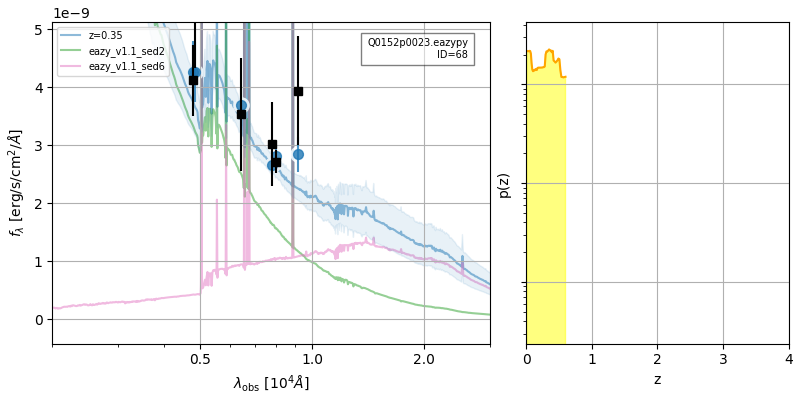 1e−9
z=0.35
eazy_v1.1_sed2
eazy_v1.1_sed6
Q0152p0023.eazypy
ID=68
5
4
3
2
1
0
f_λ [erg/s/cm²/Å]
0.5
1.0
2.0
λ_obs [10⁴Å]
p(z)
0
1
2
3
4
z